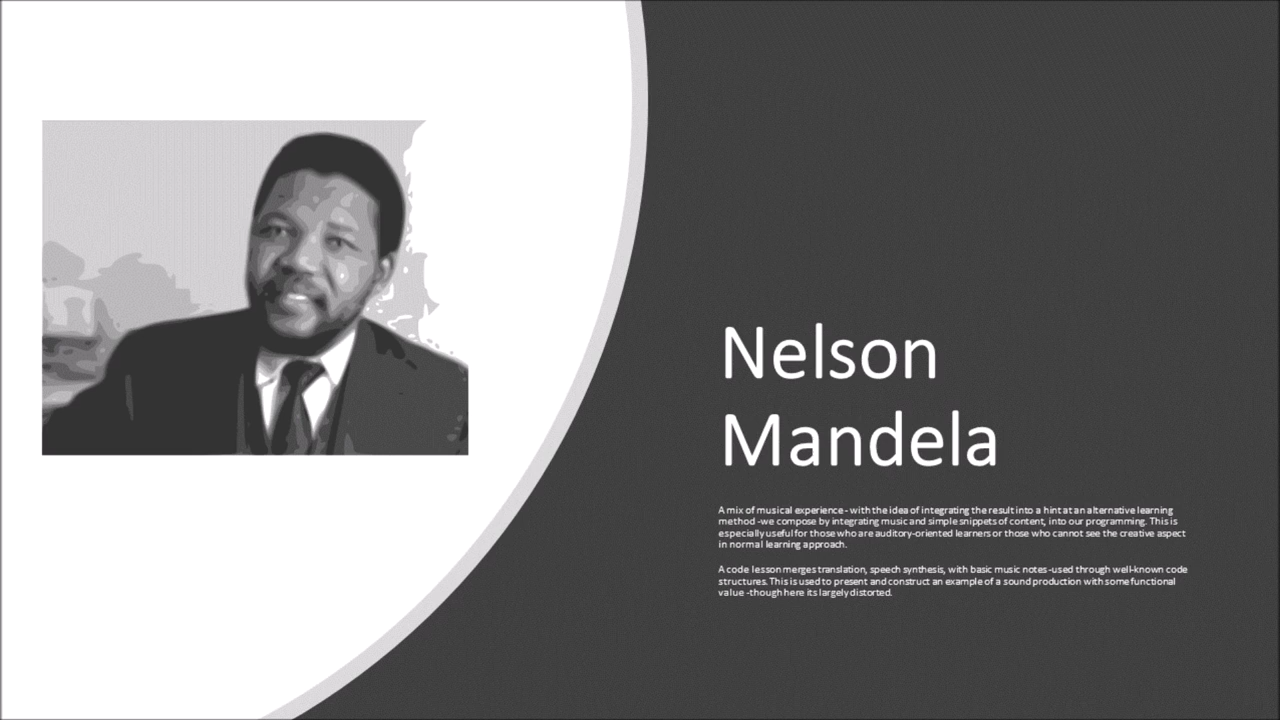 Nelson
Mandela
A mix of musical experience - with the idea of integrating the result into a hint at an alternative learning
method -we compose by integrating music and simple snippets of content, into our programming. This is
especially useful for those who are auditory-oriented learners or those who cannot see the creative aspect
in normal learning approach.
A code lesson merges translation, speech synthesis, with basic music notes -used through well-known code
structures. This is used to present and construct an example of a sound production with some functional
value -though here its largely distorted.